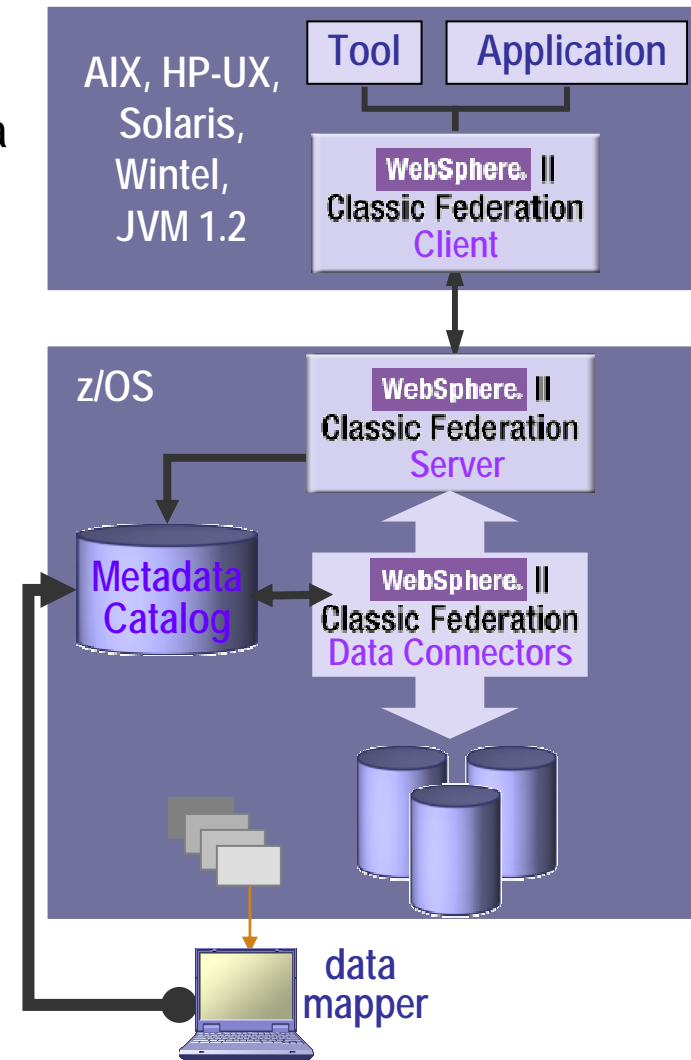 AIX, HP-UX,
Solaris,
Wintel,
JVM 1.2
Tool
Application
WebSphere. II
Classic Federation
Client
a
z/OS
WebSphere. II
Classic Federation
Server
Metadata
Catalog
WebSphere. II
Classic Federation
Data Connectors
data
mapper